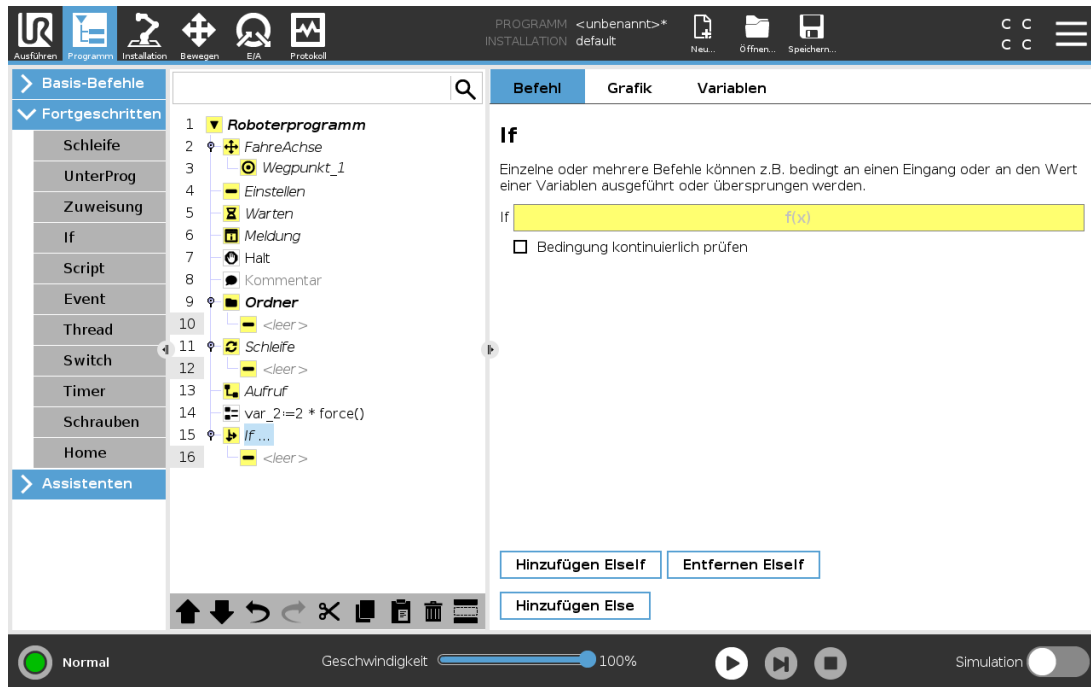 PROGRAMM <unbenannt>*
INSTALLATION default
UR
Ausführen
Programm
Installation
Bewegen
E/A
Protokoll
Neu...
Öffnen...
Speichern...
C C
C C
Basis-Befehle
Fortgeschritten
Schleife
UnterProg
Zuweisung
If
Script
Event
Thread
Switch
Timer
Schrauben
Home
Assistenten
1 Roboterprogramm
2 FahreAchse
3 Wegpunkt_1
4 Einstellen
5 Warten
6 Meldung
7 Halt
8 Kommentar
9 Ordner
10 <leer>
11 Schleife
12 <leer>
13 Aufruf
14 var_2:=2 * force()
15 If ...
16 <leer>
Befehl
Grafik
Variablen
If
Einzelne oder mehrere Befehle können z.B. bedingt an einen Eingang oder an den Wert
einer Variablen ausgeführt oder übersprungen werden.
If f(x)
Bedingung kontinuierlich prüfen
Hinzufügen ElseIf
Entfernen ElseIf
Hinzufügen Else
Normal
Geschwindigkeit
100%
Simulation